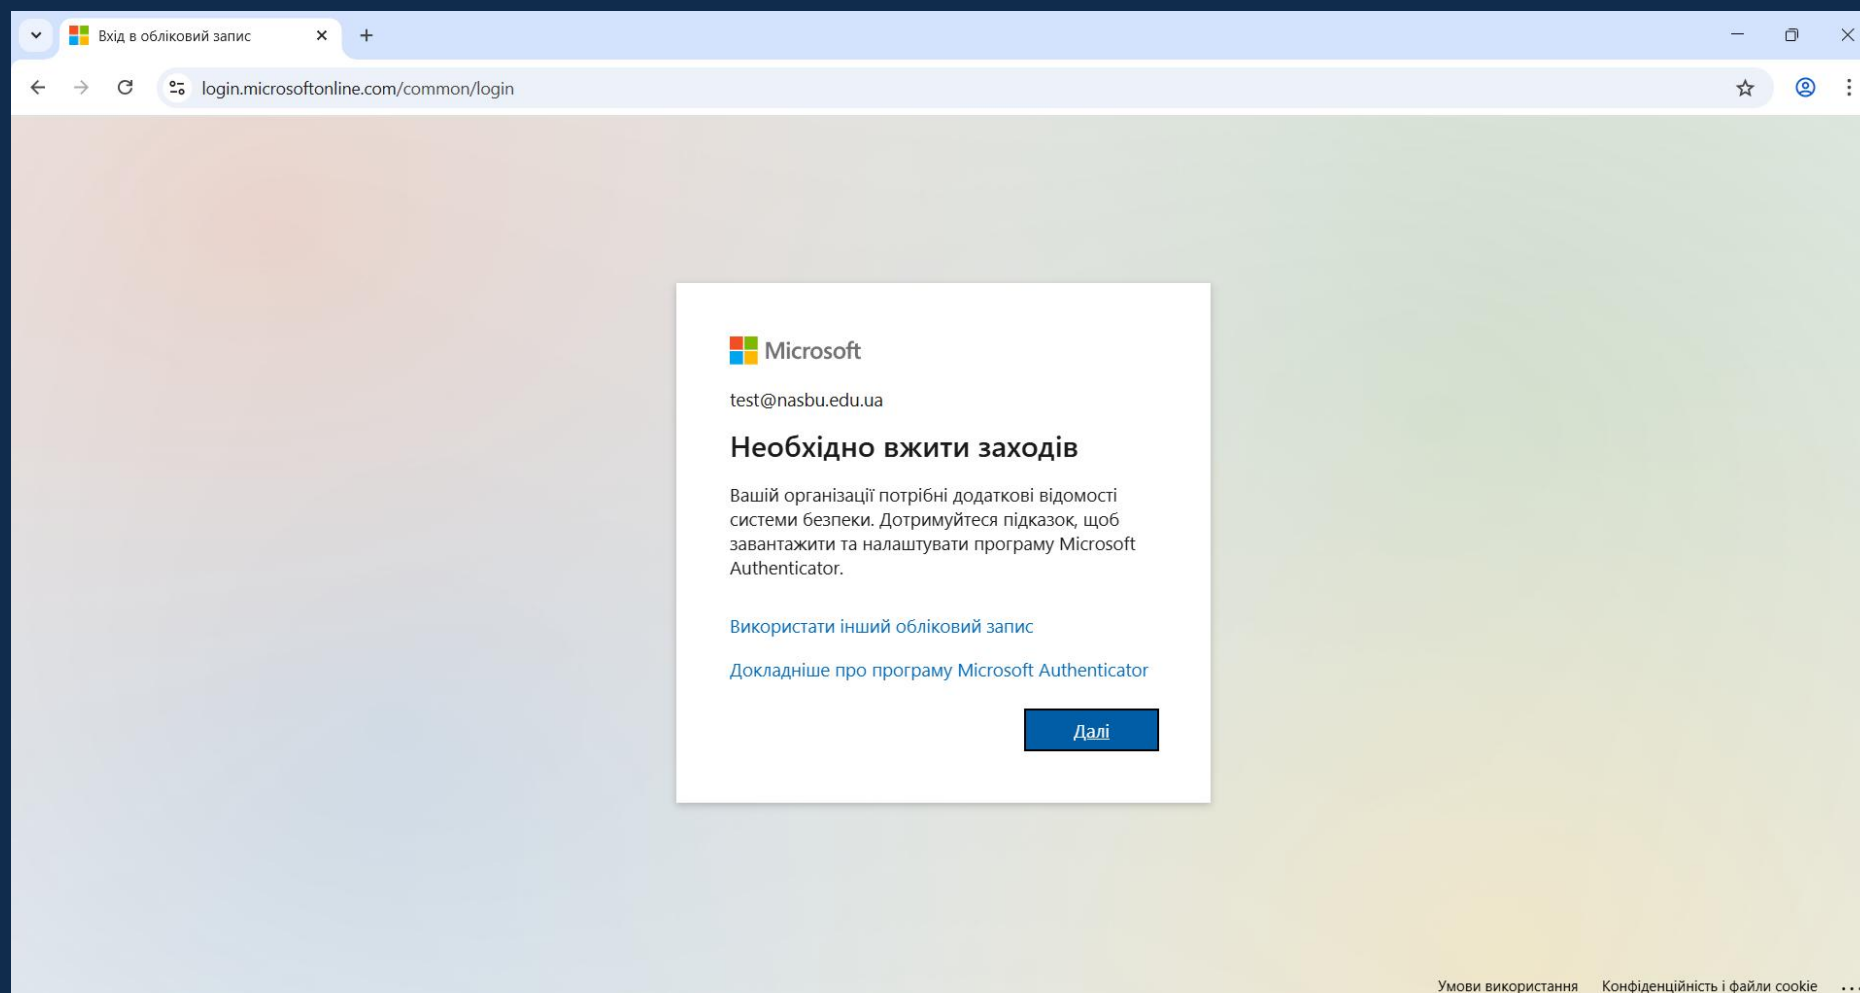 Вхід в обліковий запис
login.microsoftonline.com/common/login
Microsoft
test@nasbu.edu.ua
Необхідно вжити заходів
Вашій організації потрібні додаткові відомості
системи безпеки. Дотримуйтеся підказок, щоб
завантажити та налаштувати програму Microsoft
Authenticator.
Використати інший обліковий запис
Докладніше про програму Microsoft Authenticator
Далі
Умови використання Конфіденційність і файли cookie ...